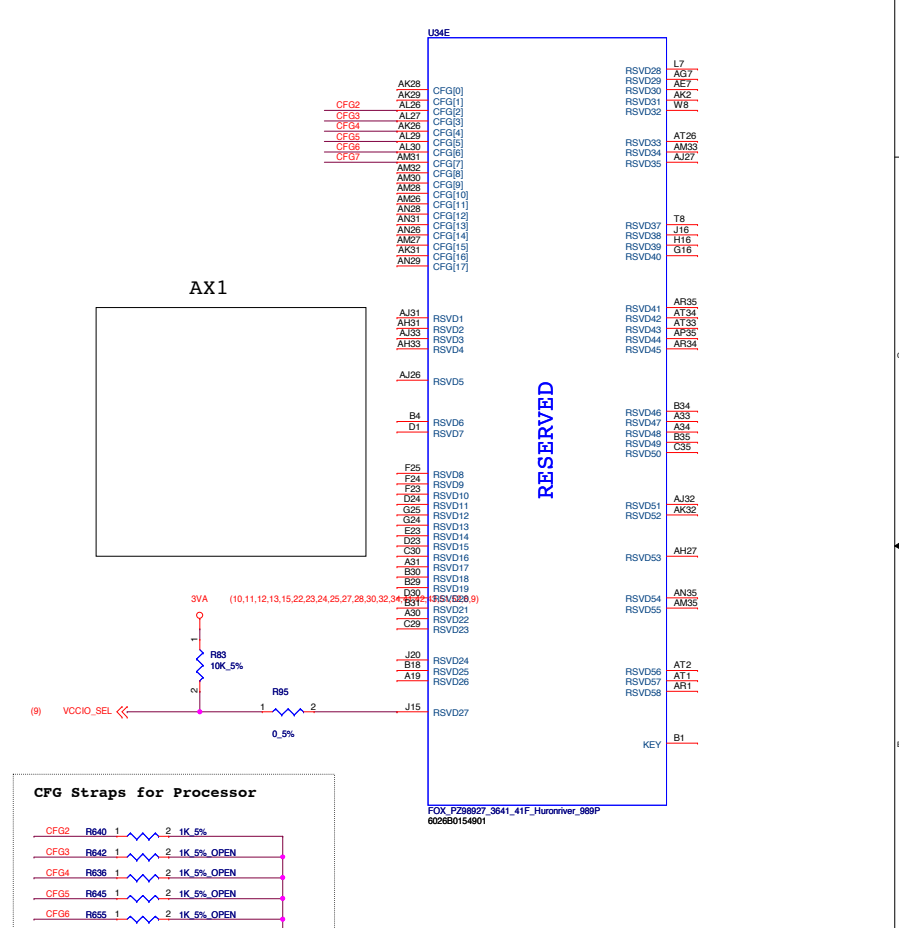 U34E
AK28 CFG[0]
AK29 CFG[1]
CFG2 AL26 CFG[2]
CFG3 AL27 CFG[3]
CFG4 AK26 CFG[4]
CFG5 AL29 CFG[5]
CFG6 AL30 CFG[6]
CFG7 AM31 CFG[7]
AM32 CFG[8]
AM30 CFG[9]
AM28 CFG[10]
AM26 CFG[11]
AN28 CFG[12]
AN31 CFG[13]
AN26 CFG[14]
AM27 CFG[15]
AK31 CFG[16]
AN29 CFG[17]
RSVD28 L7
RSVD29 AG7
RSVD30 AE7
RSVD31 AK2
RSVD32 W8
RSVD33 AT26
RSVD34 AM33
RSVD35 AJ27
RSVD37 T8
RSVD38 J16
RSVD39 H16
RSVD40 G16
AX1
AJ31 RSVD1
AH31 RSVD2
AJ33 RSVD3
AH33 RSVD4
AJ26 RSVD5
B4 RSVD6
D1 RSVD7
RSVD41 AR35
RSVD42 AT34
RSVD43 AT33
RSVD44 AP35
RSVD45 AR34
RESERVED
RSVD46 B34
RSVD47 A33
RSVD48 A34
RSVD49 B35
RSVD50 C35
F25 RSVD8
F24 RSVD9
F23 RSVD10
D24 RSVD11
G25 RSVD12
G24 RSVD13
E23 RSVD14
D23 RSVD15
C30 RSVD16
A31 RSVD17
B30 RSVD18
B29 RSVD19
D30 RSVD20
B31 RSVD21
A30 RSVD22
C29 RSVD23
RSVD51 AJ32
RSVD52 AK32
RSVD53 AH27
RSVD54 AN35
RSVD55 AM35
3VA
J20 RSVD24
B18 RSVD25
A19 RSVD26
RSVD56 AT2
RSVD57 AT1
RSVD58 AR1
1
R83
10K_5%
2
R95
(9) VCCIO_SEL 1 2 J15 RSVD27
0_5%
KEY B1
CFG Straps for Processor
FOX_PZ98927_3641_41F_Huronriver_989P
6026B0154901
CFG2 R640 1 2 1K_5%
CFG3 R642 1 2 1K_5%_OPEN
CFG4 R636 1 2 1K_5%_OPEN
CFG5 R645 1 2 1K_5%_OPEN
CFG6 R655 1 2 1K_5%_OPEN